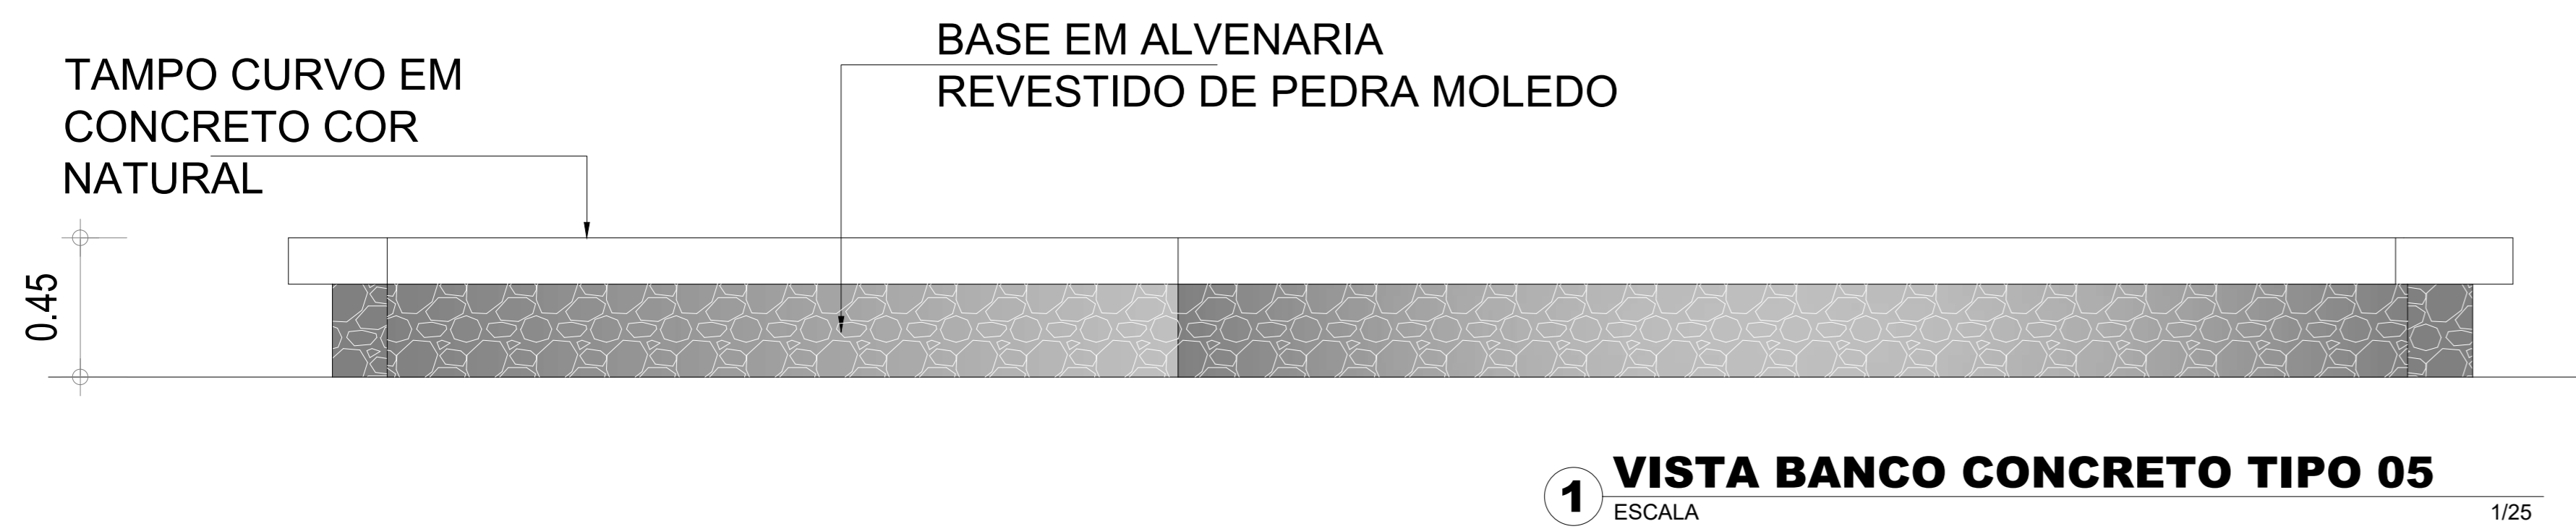 TAMPO CURVO EM
CONCRETO COR
NATURAL
BASE EM ALVENARIA
REVESTIDO DE PEDRA MOLEDO
0.45
1
VISTA BANCO CONCRETO TIPO 05
ESCALA
1/25